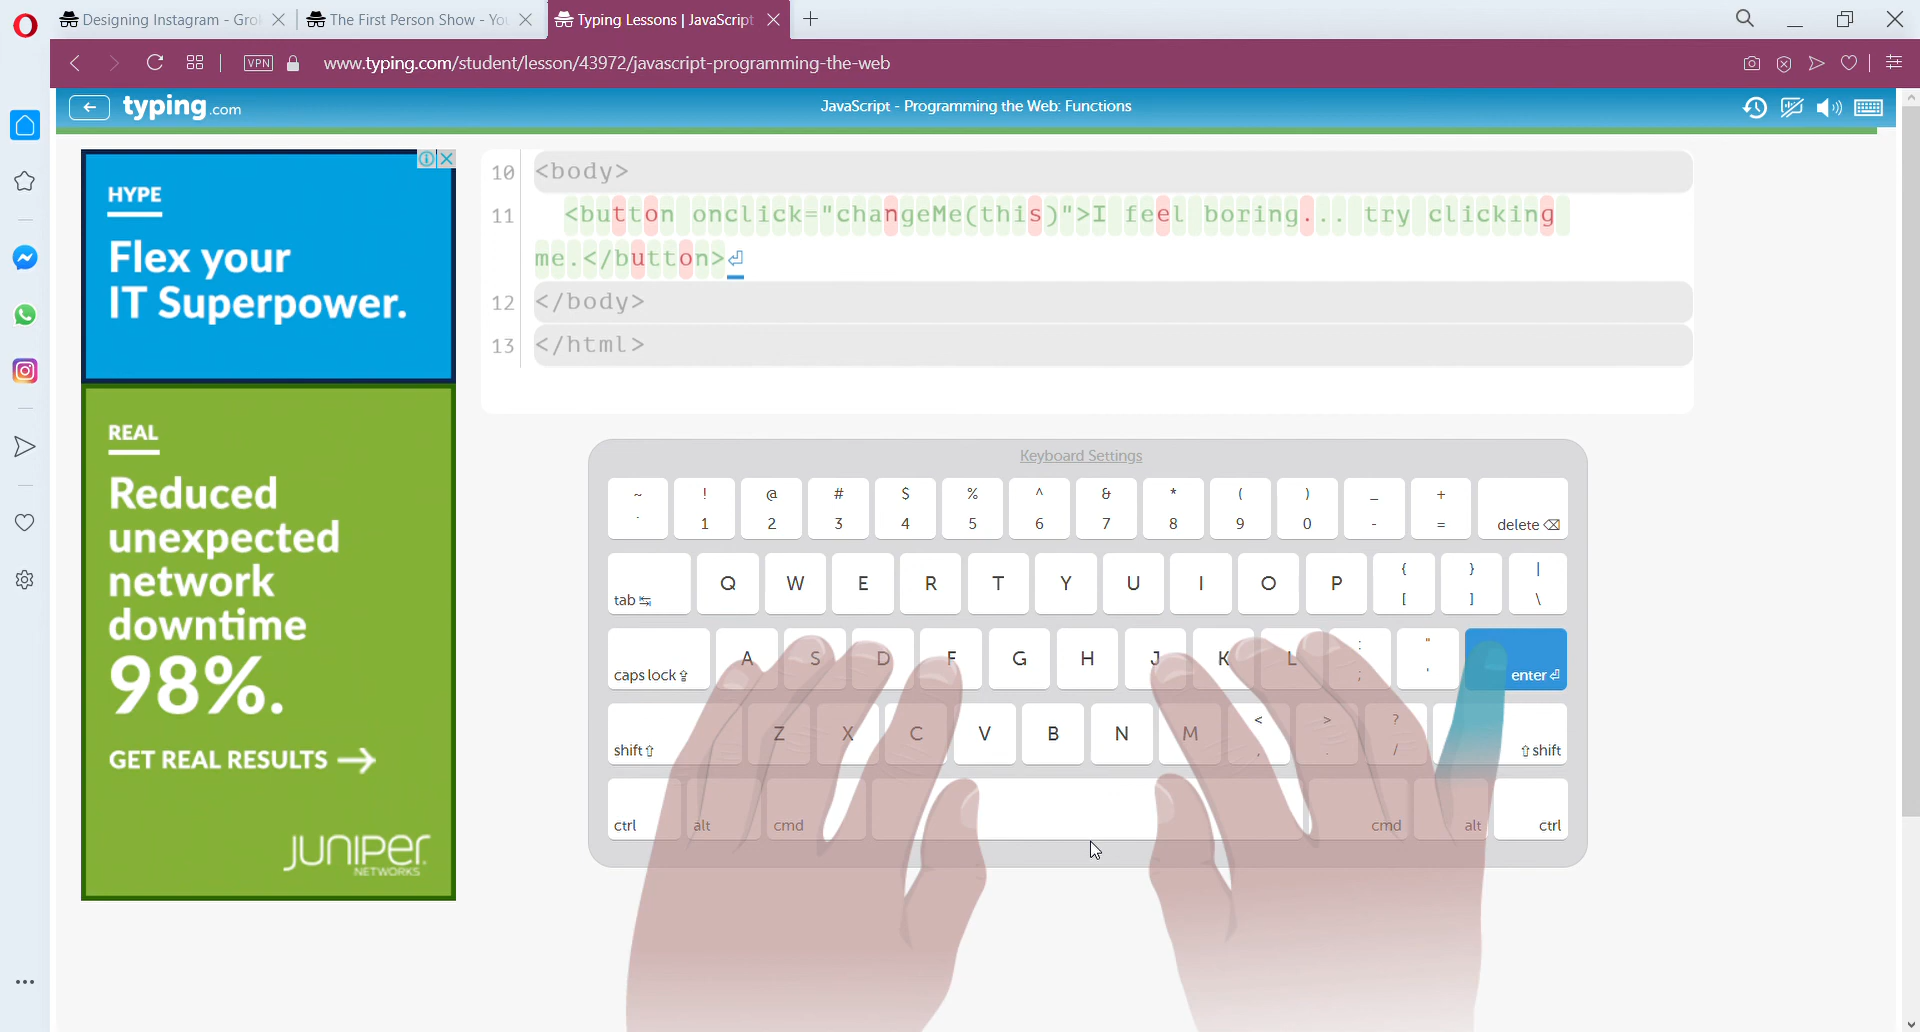 Designing Instagram - Gro
The First Person Show - Yo
Typing Lessons | JavaScript
VPN
www.typing.com/student/lesson/43972/javascript-programming-the-web
typing.com
JavaScript - Programming the Web: Functions
HYPE
Flex your
IT Superpower.
REAL
Reduced
unexpected
network
downtime
98%.
GET REAL RESULTS →
JUNIPER
NETWORKS
10 <body>
11 <button onclick="changeMe(this)">I feel boring... try clicking
me.</button>⏎
12 </body>
13 </html>
Keyboard Settings
~ ! @ # $ % ^ & * ( ) _ +
` 1 2 3 4 5 6 7 8 9 0 - = delete ⌫
tab ↹ Q W E R T Y U I O P { [ } ] | \
caps lock ⇪ A S D F G H J K L : ; " ' enter ⏎
shift ⇧ Z X C V B N M < , > . ? / ⇧ shift
ctrl alt cmd cmd alt ctrl